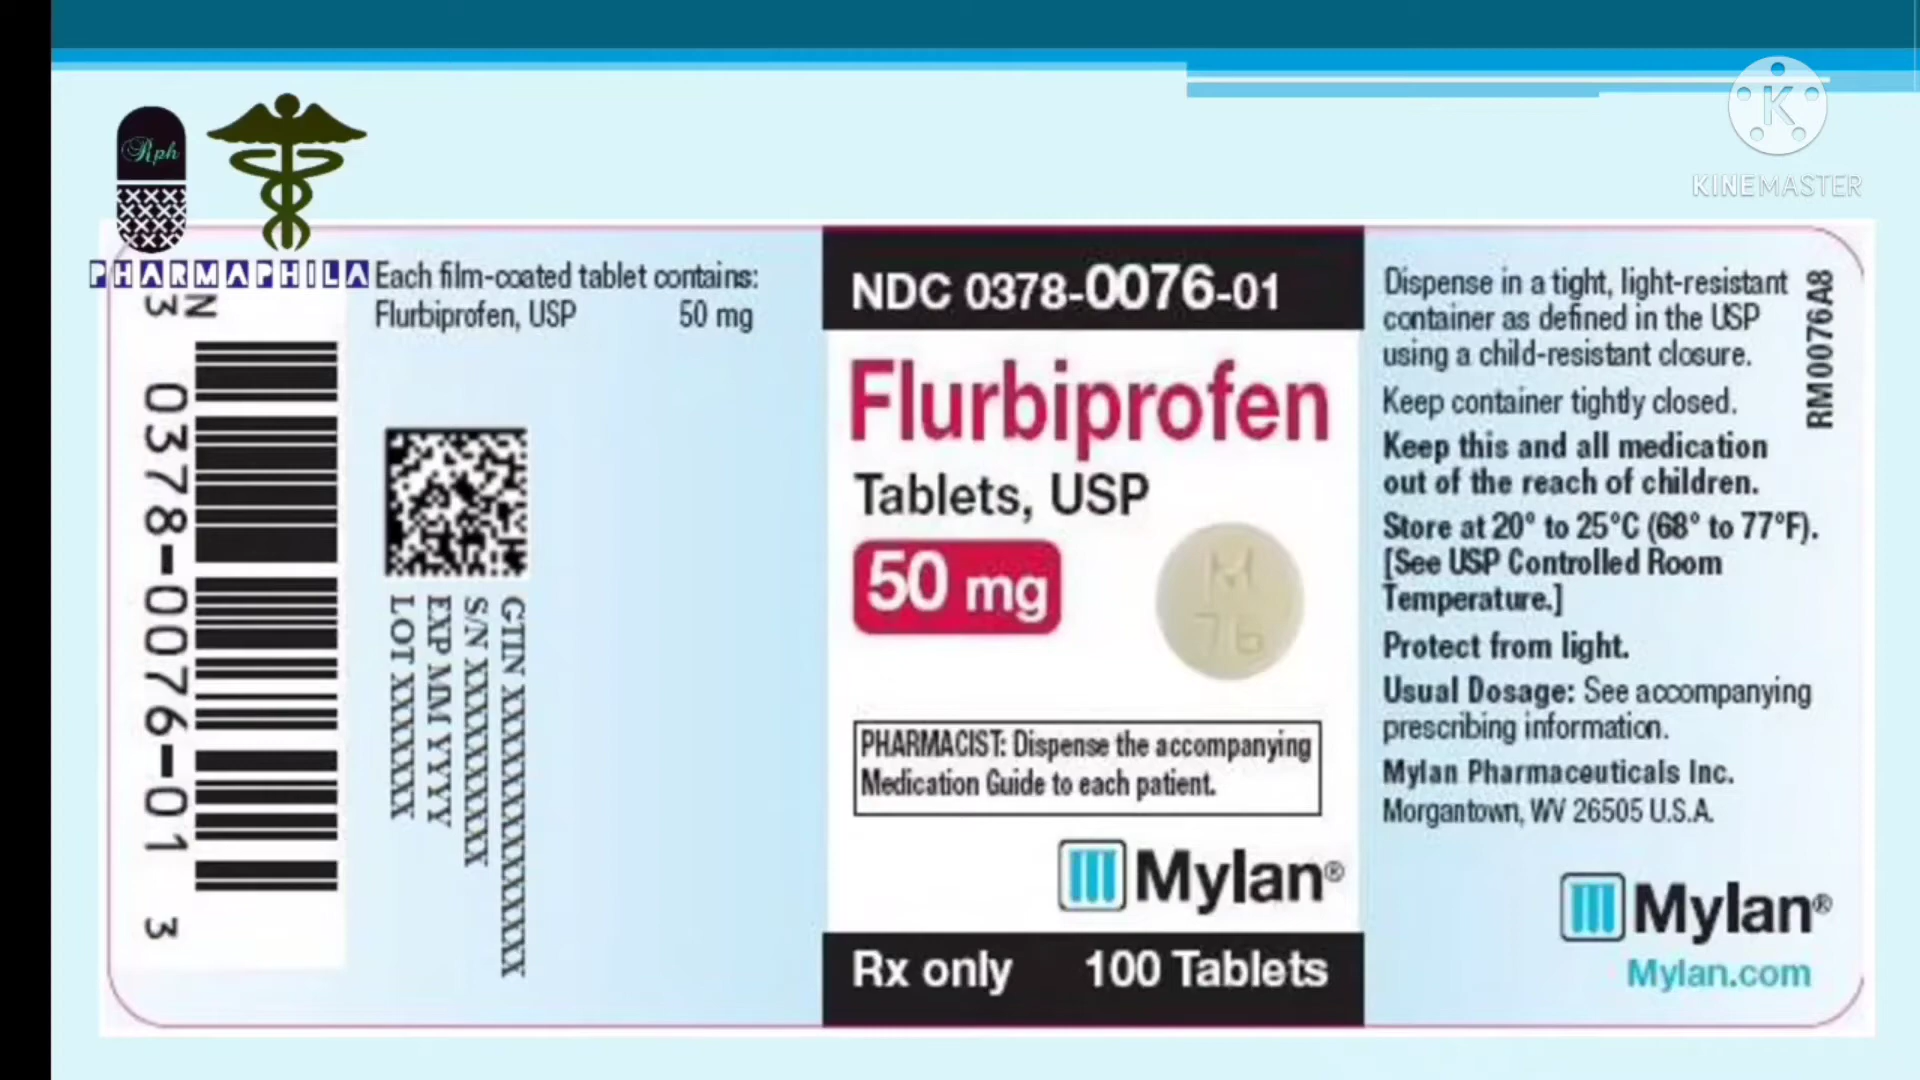 Rph
PHARMAPHILA
KINEMASTER
N
3 0378-0076-01 3
Each film-coated tablet contains:
Flurbiprofen, USP 50 mg
GTIN XXXXXXXXXXXXXX
S/N XXXXXXXXXX
EXP MM YYYY
LOT XXXXXXX
NDC 0378-0076-01
Flurbiprofen
Tablets, USP
50 mg
M
76
PHARMACIST: Dispense the accompanying
Medication Guide to each patient.
Mylan®
Rx only 100 Tablets
Dispense in a tight, light-resistant
container as defined in the USP
using a child-resistant closure.
Keep container tightly closed.
Keep this and all medication
out of the reach of children.
Store at 20° to 25°C (68° to 77°F).
[See USP Controlled Room
Temperature.]
Protect from light.
Usual Dosage: See accompanying
prescribing information.
Mylan Pharmaceuticals Inc.
Morgantown, WV 26505 U.S.A.
RM0076A8
Mylan®
Mylan.com